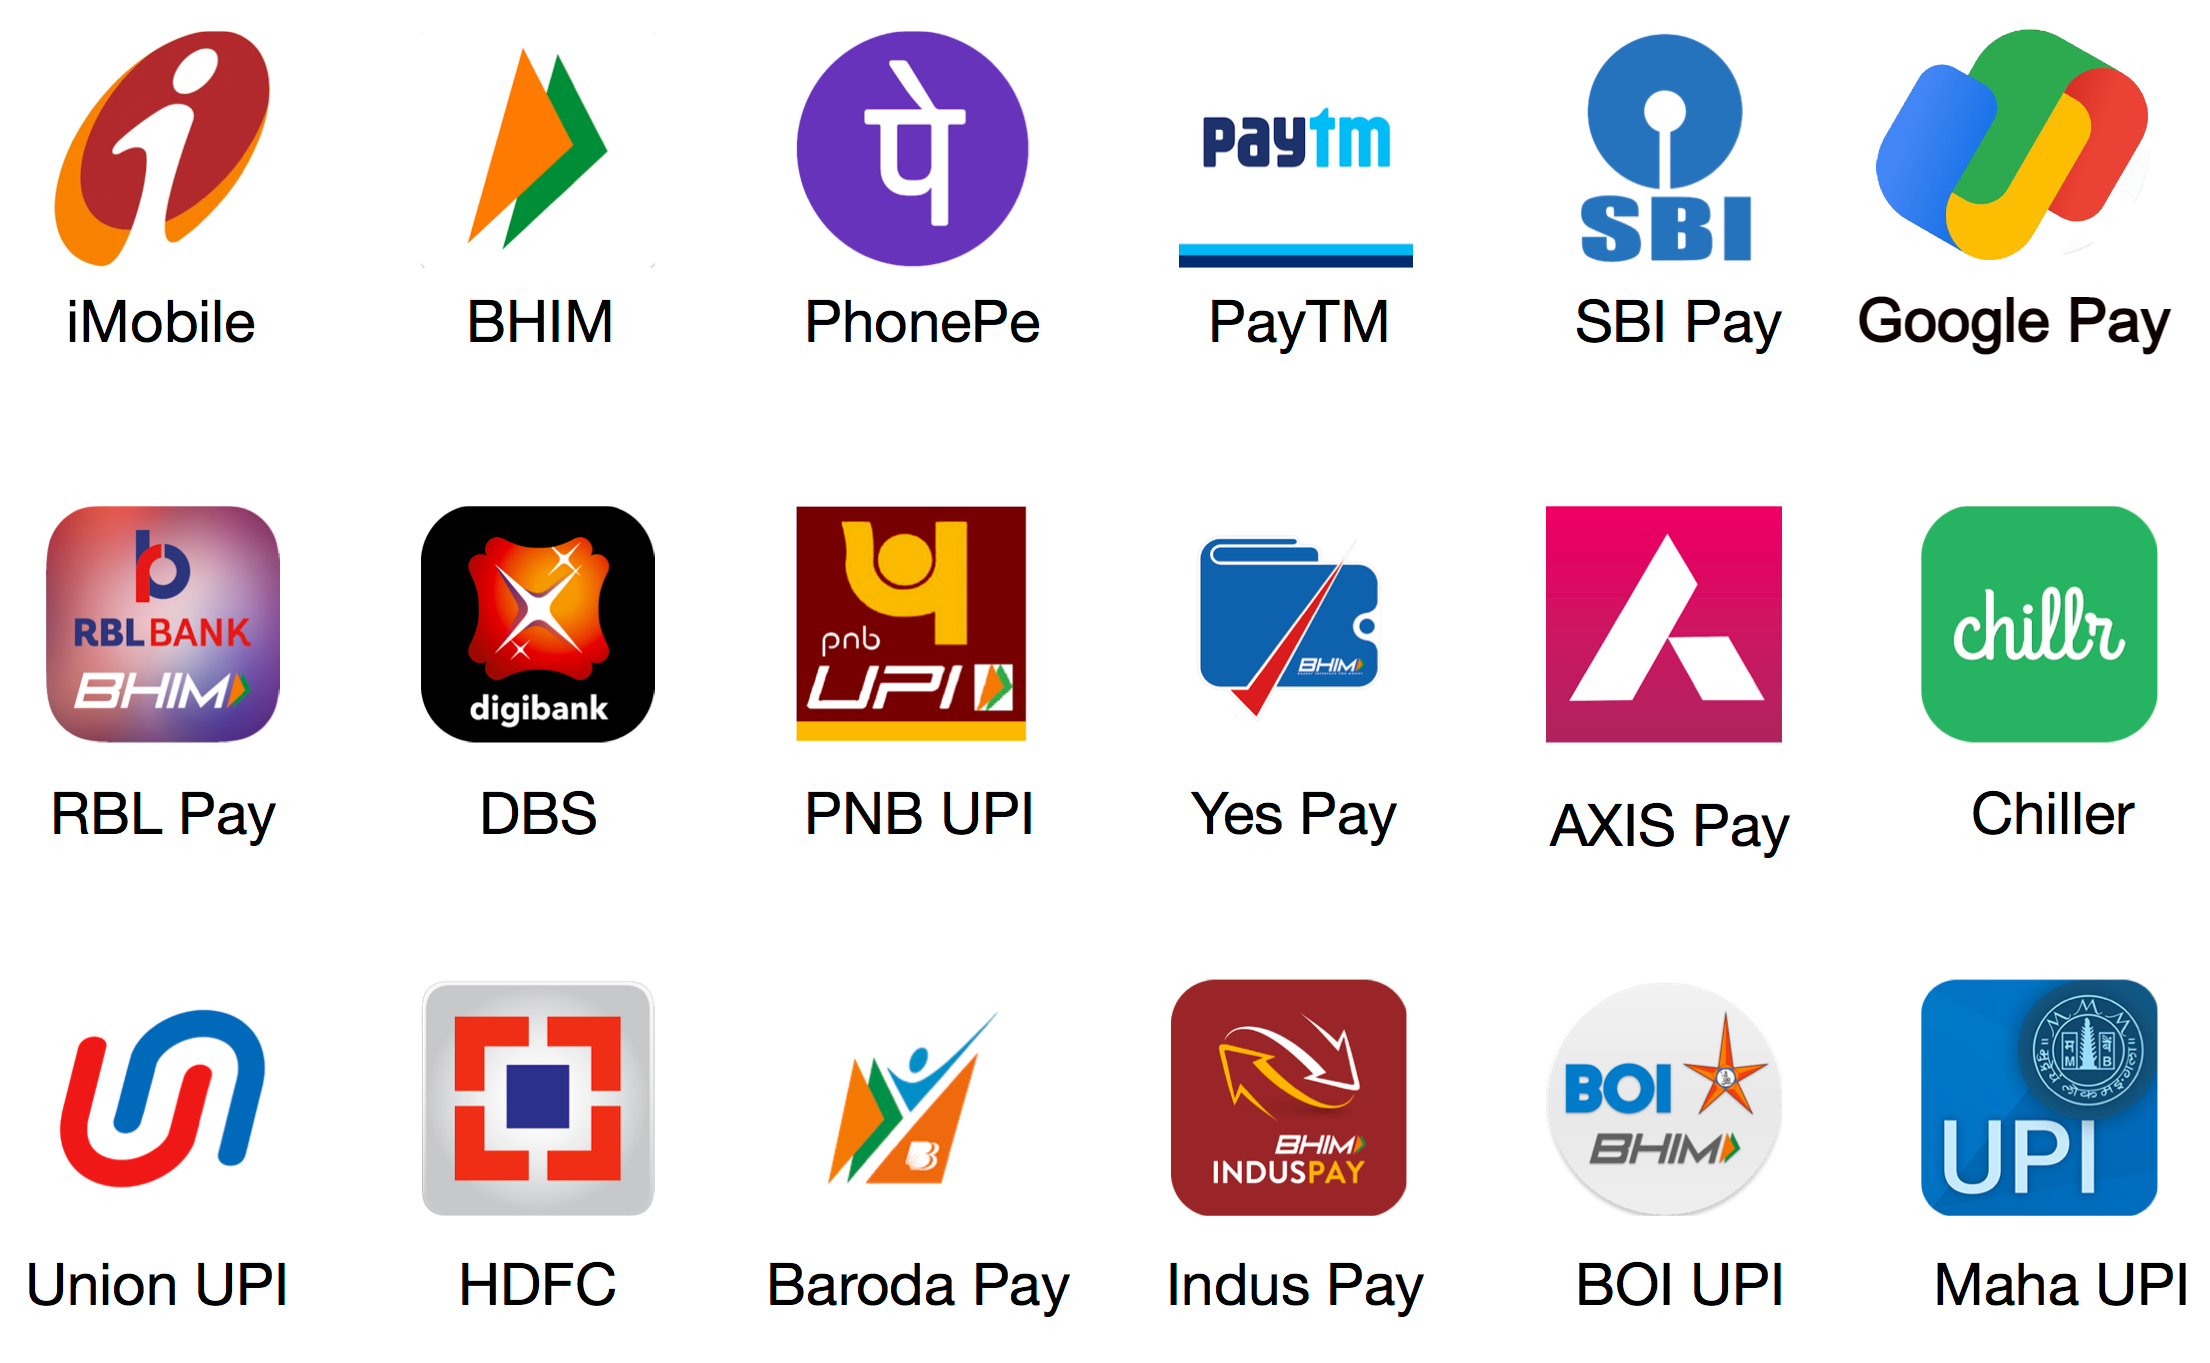 पे
paytm
SBI
iMobile
BHIM
PhonePe
PayTM
SBI Pay
Google Pay
RBL BANK
BHIM
digibank
pnb
UPI
BHIM
chillr
RBL Pay
DBS
PNB UPI
Yes Pay
AXIS Pay
Chiller
BHIM
INDUSPAY
BOI
BHIM
UPI
Union UPI
HDFC
Baroda Pay
Indus Pay
BOI UPI
Maha UPI